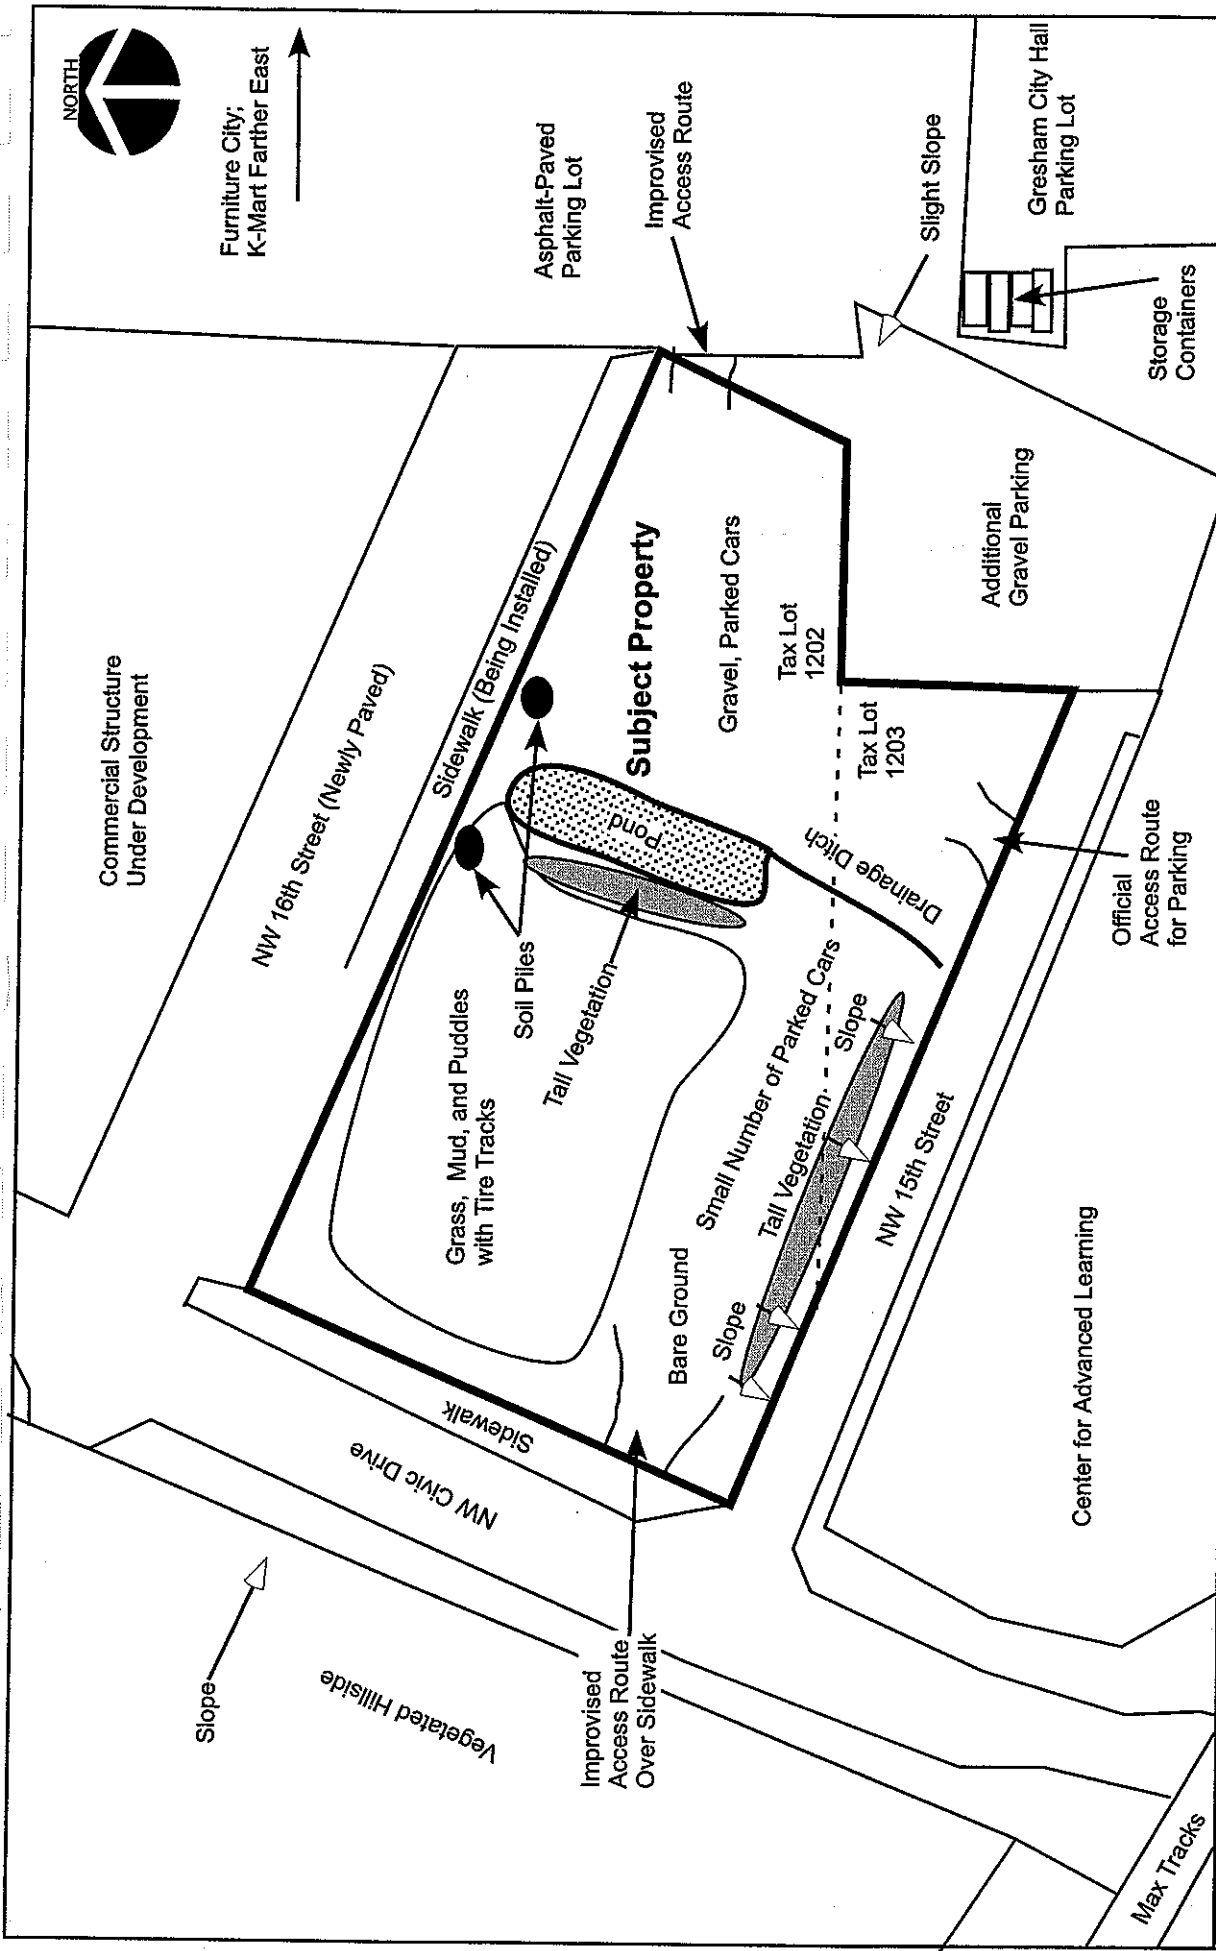 NORTH
Furniture City;
K-Mart Farther East
Commercial Structure
Under Development
NW 16th Street (Newly Paved)
Sidewalk (Being Installed)
Asphalt-Paved
Parking Lot
Improvised
Access Route
Slight Slope
Gresham City Hall
Parking Lot
Storage
Containers
Additional
Gravel Parking
Subject Property
Gravel, Parked Cars
Tax Lot
1202
Tax Lot
1203
Pond
Drainage Ditch
Soil Piles
Tall Vegetation
Grass, Mud, and Puddles
with Tire Tracks
Small Number of Parked Cars
Slope
Tall Vegetation
Slope
Bare Ground
Official
Access Route
for Parking
NW 15th Street
Center for Advanced Learning
Sidewalk
NW Civic Drive
Slope
Vegetated Hillside
Improvised
Access Route
Over Sidewalk
Max Tracks